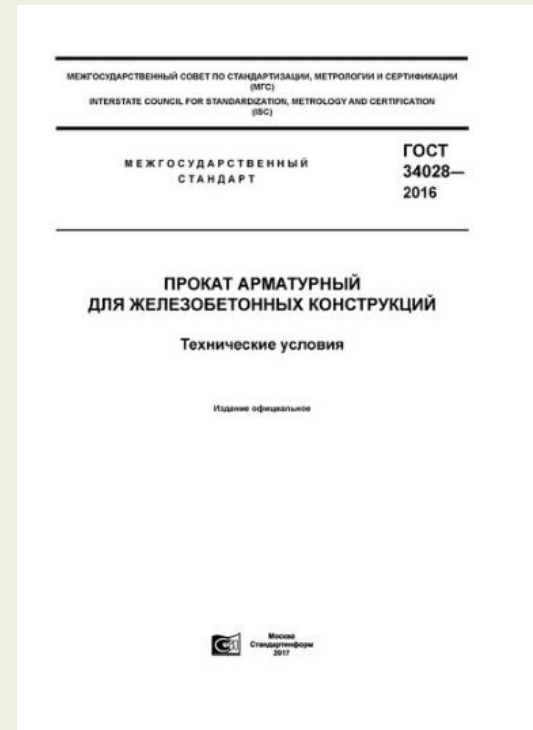 МЕЖГОСУДАРСТВЕННЫЙ СОВЕТ ПО СТАНДАРТИЗАЦИИ, МЕТРОЛОГИИ И СЕРТИФИКАЦИИ
(МГС)
INTERSTATE COUNCIL FOR STANDARDIZATION, METROLOGY AND CERTIFICATION
(ISC)
МЕЖГОСУДАРСТВЕННЫЙ
СТАНДАРТ
ГОСТ
34028—
2016
ПРОКАТ АРМАТУРНЫЙ
ДЛЯ ЖЕЛЕЗОБЕТОННЫХ КОНСТРУКЦИЙ
Технические условия
Издание официальное
Москва
Стандартинформ
2017